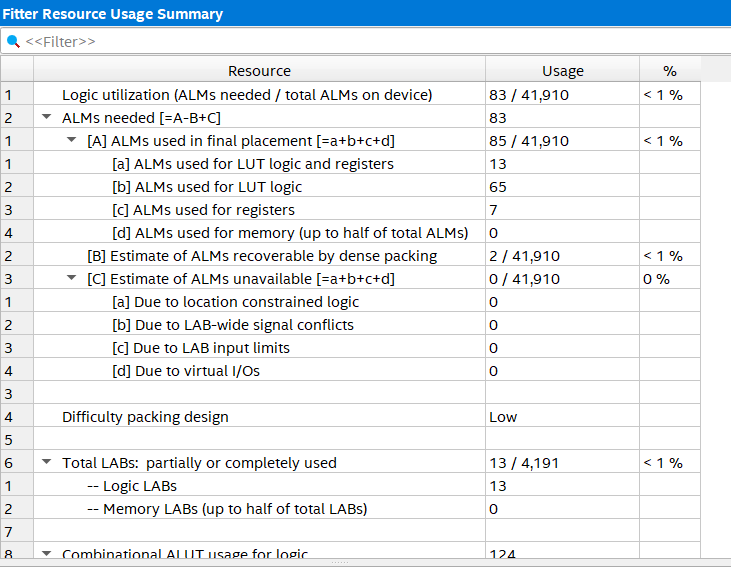 Fitter Resource Usage Summary
<<Filter>>
Resource Usage %
1 Logic utilization (ALMs needed / total ALMs on device) 83 / 41,910 < 1 %
2 ALMs needed [=A-B+C] 83
1 [A] ALMs used in final placement [=a+b+c+d] 85 / 41,910 < 1 %
1 [a] ALMs used for LUT logic and registers 13
2 [b] ALMs used for LUT logic 65
3 [c] ALMs used for registers 7
4 [d] ALMs used for memory (up to half of total ALMs) 0
2 [B] Estimate of ALMs recoverable by dense packing 2 / 41,910 < 1 %
3 [C] Estimate of ALMs unavailable [=a+b+c+d] 0 / 41,910 0 %
1 [a] Due to location constrained logic 0
2 [b] Due to LAB-wide signal conflicts 0
3 [c] Due to LAB input limits 0
4 [d] Due to virtual I/Os 0
3
4 Difficulty packing design Low
5
6 Total LABs: partially or completely used 13 / 4,191 < 1 %
1 -- Logic LABs 13
2 -- Memory LABs (up to half of total LABs) 0
7
8 Combinational ALUT usage for logic 124